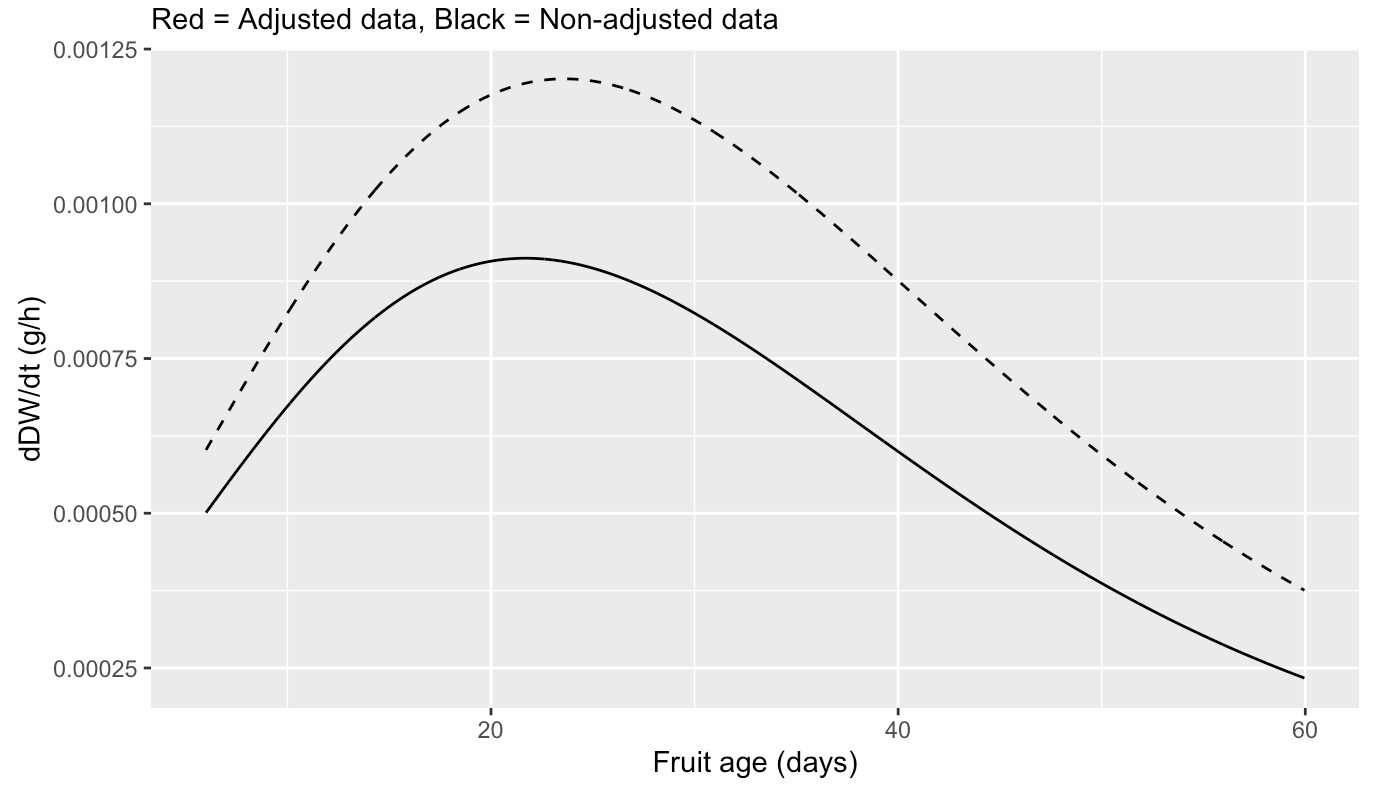 Red = Adjusted data, Black = Non-adjusted data
0.00125
0.00100
0.00075
0.00050
0.00025
dDW/dt (g/h)
20 40 60
Fruit age (days)